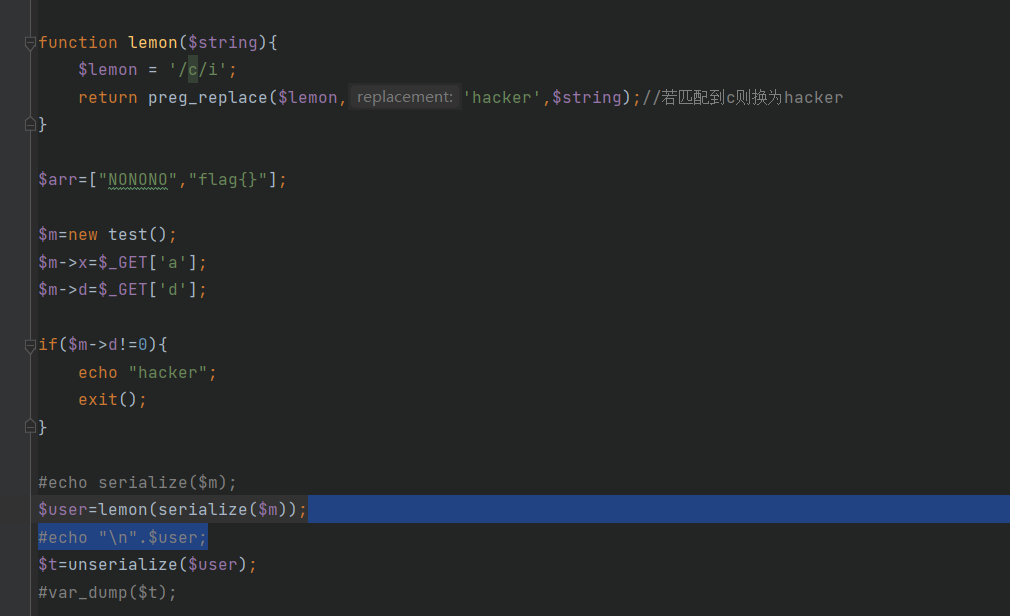 function lemon($string){
$lemon = '/c/i';
return preg_replace($lemon, replacement: 'hacker',$string);//若匹配到c则换为hacker
}
$arr=["NONONO","flag{}"];
$m=new test();
$m->x=$_GET['a'];
$m->d=$_GET['d'];
if($m->d!=0){
echo "hacker";
exit();
}
#echo serialize($m);
$user=lemon(serialize($m));
#echo "\n".$user;
$t=unserialize($user);
#var_dump($t);